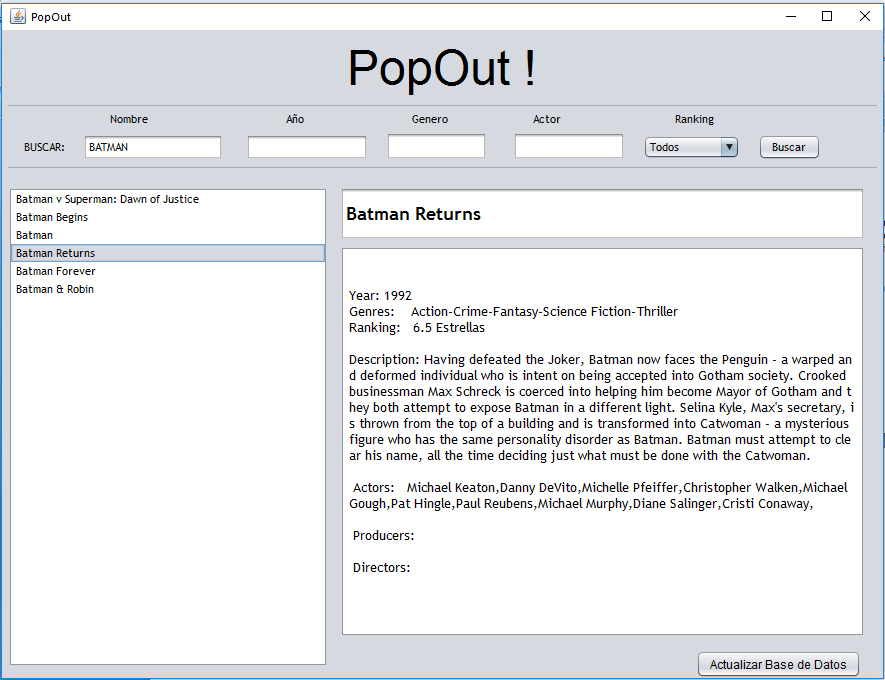 PopOut
PopOut !
Nombre Año Genero Actor Ranking
BUSCAR: BATMAN Todos Buscar
Batman v Superman: Dawn of Justice
Batman Begins
Batman
Batman Returns
Batman Forever
Batman & Robin
Batman Returns
Year: 1992
Genres: Action-Crime-Fantasy-Science Fiction-Thriller
Ranking: 6.5 Estrellas
Description: Having defeated the Joker, Batman now faces the Penguin - a warped an
d deformed individual who is intent on being accepted into Gotham society. Crooked
businessman Max Schreck is coerced into helping him become Mayor of Gotham and t
hey both attempt to expose Batman in a different light. Selina Kyle, Max's secretary, i
s thrown from the top of a building and is transformed into Catwoman - a mysterious
figure who has the same personality disorder as Batman. Batman must attempt to cle
ar his name, all the time deciding just what must be done with the Catwoman.
Actors: Michael Keaton,Danny DeVito,Michelle Pfeiffer,Christopher Walken,Michael
Gough,Pat Hingle,Paul Reubens,Michael Murphy,Diane Salinger,Cristi Conaway,
Producers:
Directors:
Actualizar Base de Datos